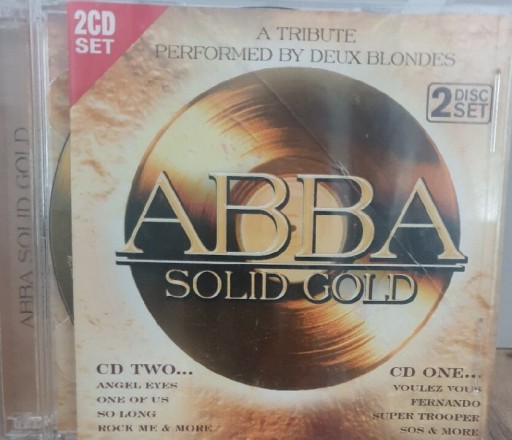 2CD
SET
A TRIBUTE
PERFORMED BY DEUX BLONDES
2 DISC
SET
ABBA
SOLID GOLD
ABBA SOLID GOLD
CD TWO...
ANGEL EYES
ONE OF US
SO LONG
ROCK ME & MORE
CD ONE...
VOULEZ VOUS
FERNANDO
SUPER TROOPER
SOS & MORE